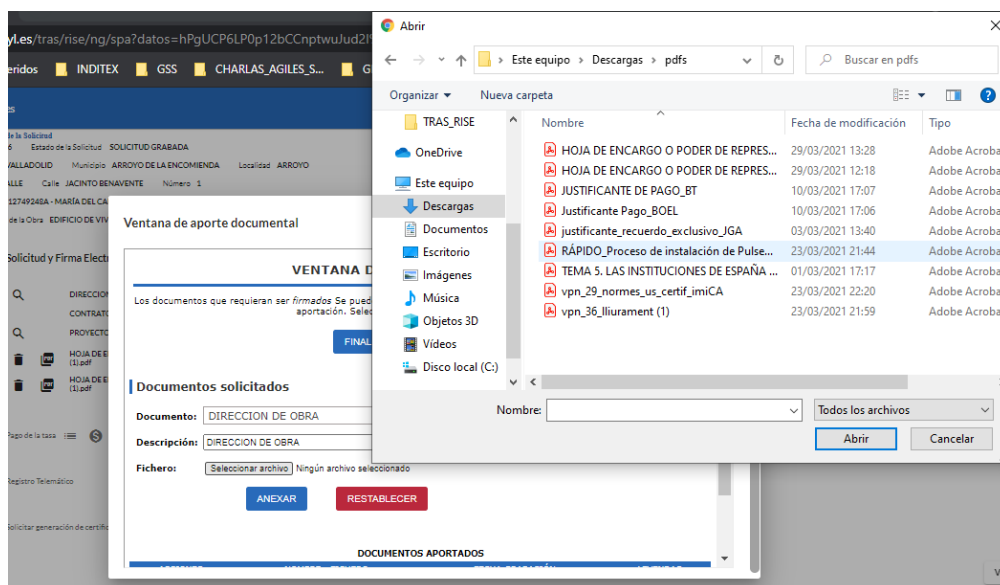 Abrir
yl.es/tras/rise/ng/spa?datos=hPgUCP6LP0p12bCCnptwuJud2I
eridos INDITEX GSS CHARLAS_AGILES_S... G
es
de la Solicitud
6 Estado de la Solicitud SOLICITUD GRABADA
VALLADOLID Municipio ARROYO DE LA ENCOMIENDA Localidad ARROYO
ALLE Calle JACINTO BENAVENTE Número 1
12749248A - MARÍA DEL CA
de la Obra EDIFICIO DE VIV
Solicitud y Firma Electr
DIRECCION
CONTRATO
PROYECTO
HOJA DE E
(1).pdf
HOJA DE E
(1).pdf
Pago de la tasa
Registro Telemático
Solicitar generación de certific
Ventana de aporte documental
VENTANA D
Los documentos que requieran ser firmados Se pued
aportación. Selec
FINAL
Documentos solicitados
Documento: DIRECCION DE OBRA
Descripción: DIRECCION DE OBRA
Fichero: Seleccionar archivo Ningún archivo seleccionado
ANEXAR RESTABLECER
DOCUMENTOS APORTADOS
Este equipo > Descargas > pdfs
Buscar en pdfs
Organizar Nueva carpeta
TRAS_RISE
OneDrive
Este equipo
Descargas
Documentos
Escritorio
Imágenes
Música
Objetos 3D
Vídeos
Disco local (C:)
Nombre Fecha de modificación Tipo
HOJA DE ENCARGO O PODER DE REPRES... 29/03/2021 13:28 Adobe Acroba
HOJA DE ENCARGO O PODER DE REPRES... 29/03/2021 12:18 Adobe Acroba
JUSTIFICANTE DE PAGO_BT 10/03/2021 17:07 Adobe Acroba
Justificante Pago_BOEL 10/03/2021 17:06 Adobe Acroba
justificante_recuerdo_exclusivo_JGA 03/03/2021 13:40 Adobe Acroba
RÁPIDO_Proceso de instalación de Pulse... 23/03/2021 21:44 Adobe Acroba
TEMA 5. LAS INSTITUCIONES DE ESPAÑA ... 01/03/2021 17:17 Adobe Acroba
vpn_29_normes_us_certif_imiCA 23/03/2021 22:20 Adobe Acroba
vpn_36_lliurament (1) 23/03/2021 21:59 Adobe Acroba
Nombre: Todos los archivos
Abrir Cancelar